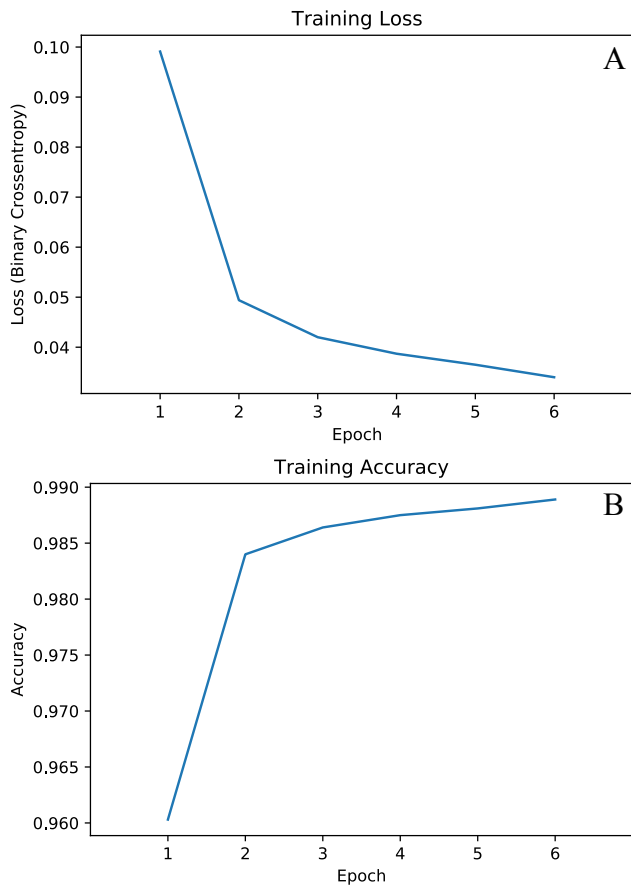 Training Loss
A
0.10
0.09
0.08
0.07
0.06
0.05
0.04
Loss (Binary Crossentropy)
1 2 3 4 5 6
Epoch
Training Accuracy
B
0.990
0.985
0.980
0.975
0.970
0.965
0.960
Accuracy
1 2 3 4 5 6
Epoch